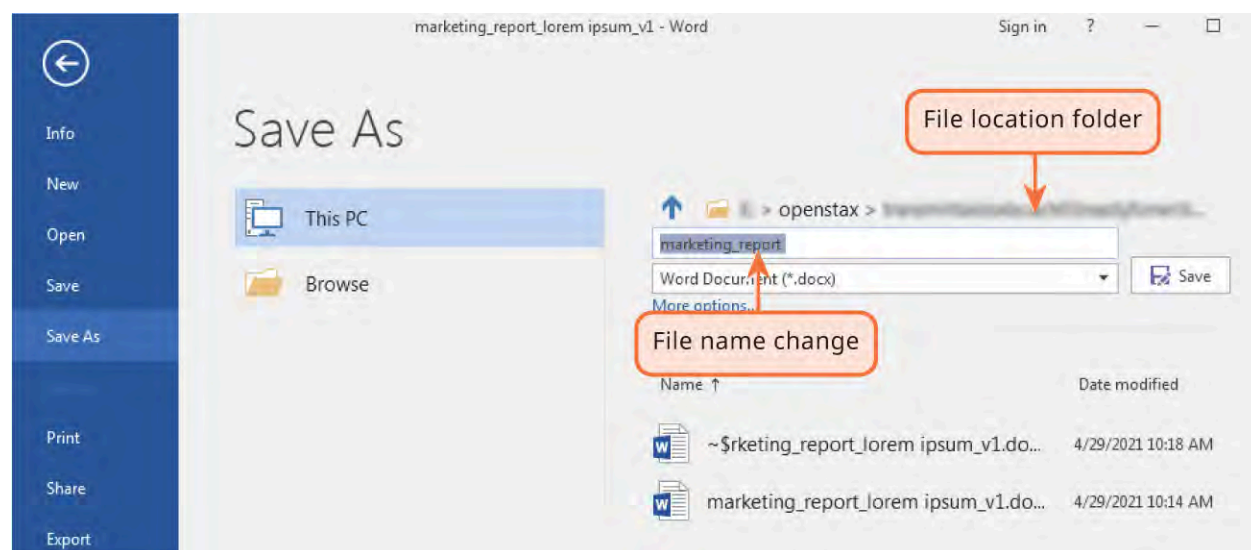 marketing_report_lorem ipsum_v1 - Word
Sign in ?
Info
New
Open
Save
Save As
Print
Share
Export
Save As
This PC
Browse
File location folder
> openstax >
marketing_report
Word Document (*.docx)
Save
More options...
File name change
Name ↑ Date modified
~$rketing_report_lorem ipsum_v1.do... 4/29/2021 10:18 AM
marketing_report_lorem ipsum_v1.do... 4/29/2021 10:14 AM